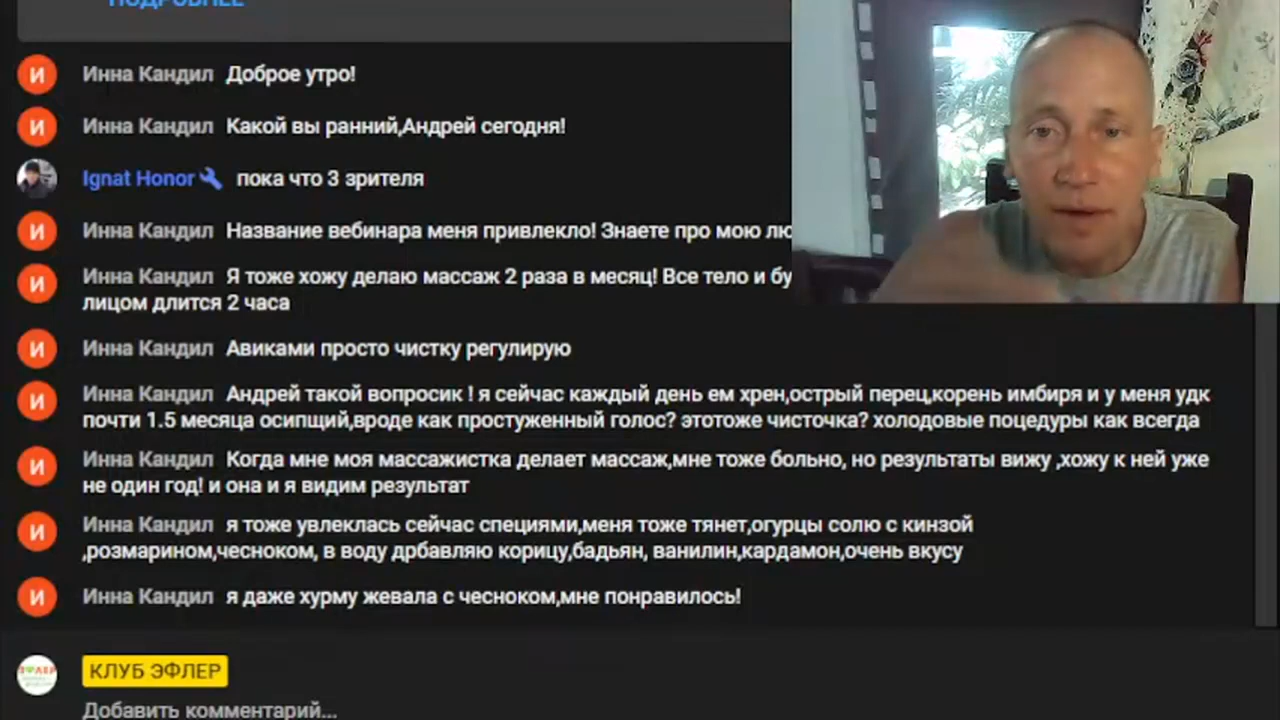 ПОДРОБНЕЕ
И Инна Кандил Доброе утро!
И Инна Кандил Какой вы ранний,Андрей сегодня!
Ignat Honor пока что 3 зрителя
И Инна Кандил Название вебинара меня привлекло! Знаете про мою
И Инна Кандил Я тоже хожу делаю массаж 2 раза в месяц! Все тело и
лицом длится 2 часа
И Инна Кандил Авиками просто чистку регулирую
И Инна Кандил Андрей такой вопросик ! я сейчас каждый день ем хрен,острый перец,корень имбиря и у меня удк
почти 1.5 месяца осипщий,вроде как простуженный голос? этотоже чисточка? холодовые поцедуры как всегда
И Инна Кандил Когда мне моя массажистка делает массаж,мне тоже больно, но результаты вижу ,хожу к ней уже
не один год! и она и я видим результат
И Инна Кандил я тоже увлеклась сейчас специями,меня тоже тянет,огурцы солю с кинзой
,розмарином,чесноком, в воду дрбавляю корицу,бадьян, ванилин,кардамон,очень вкусу
И Инна Кандил я даже хурму жевала с чесноком,мне понравилось!
КЛУБ ЭФЛЕР
Добавить комментарий...